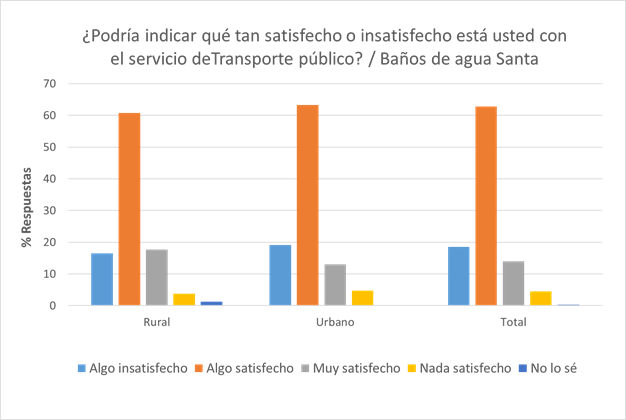 ¿Podría indicar qué tan satisfecho o insatisfecho está usted con
el servicio deTransporte público? / Baños de agua Santa
70
60
50
40
30
20
10
0
% Respuestas
Rural Urbano Total
Algo insatisfecho Algo satisfecho Muy satisfecho Nada satisfecho No lo sé